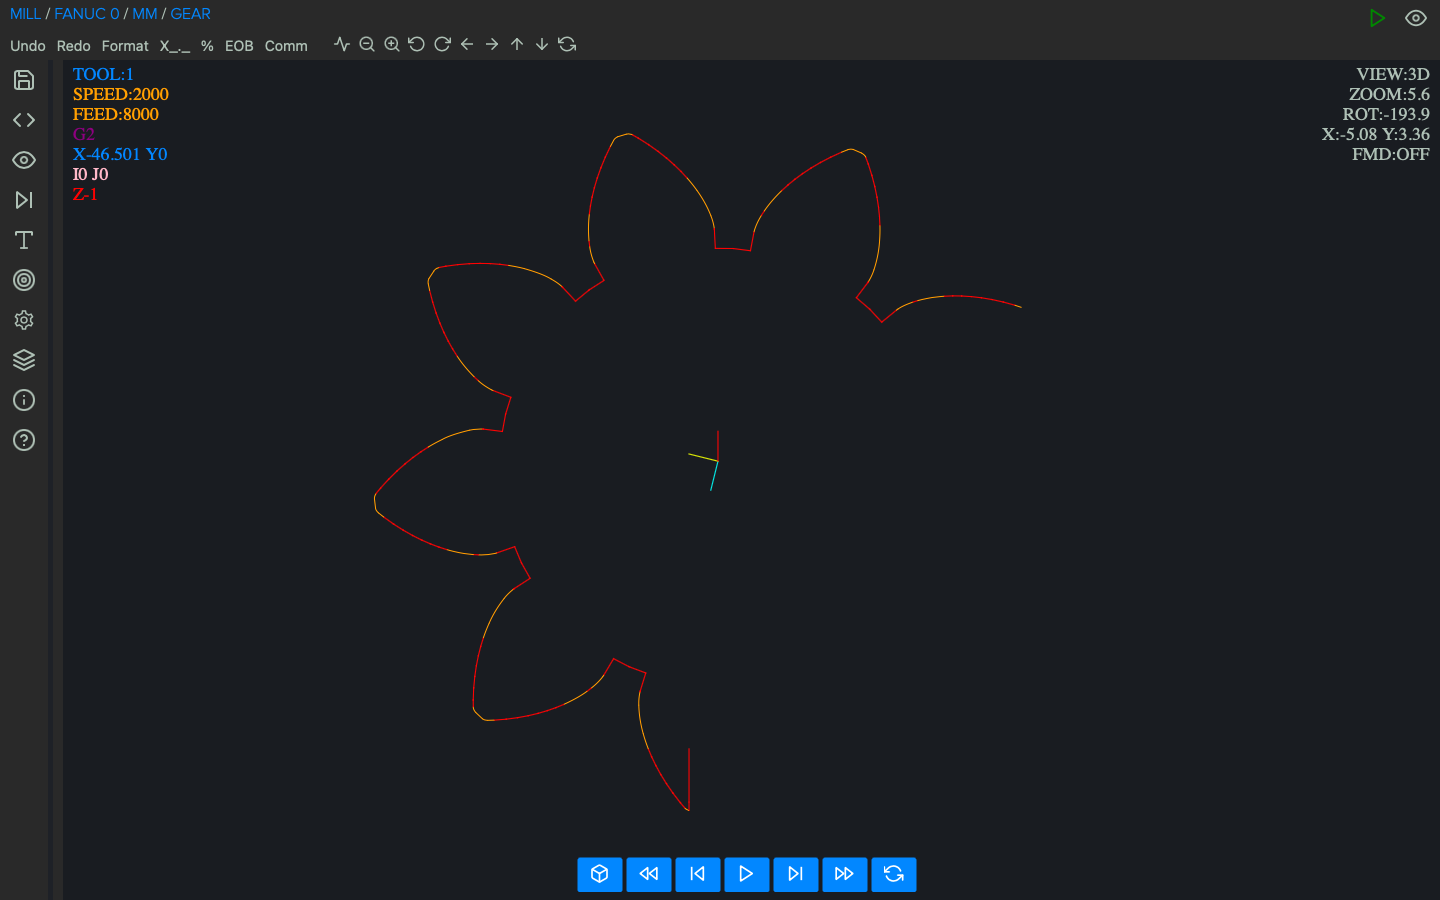 MILL / FANUC 0 / MM / GEAR
Undo Redo Format X_._ % EOB Comm
TOOL:1
SPEED:2000
FEED:8000
G2
X-46.501 Y0
I0 J0
Z-1
VIEW:3D
ZOOM:5.6
ROT:-193.9
X:-5.08 Y:3.36
FMD:OFF